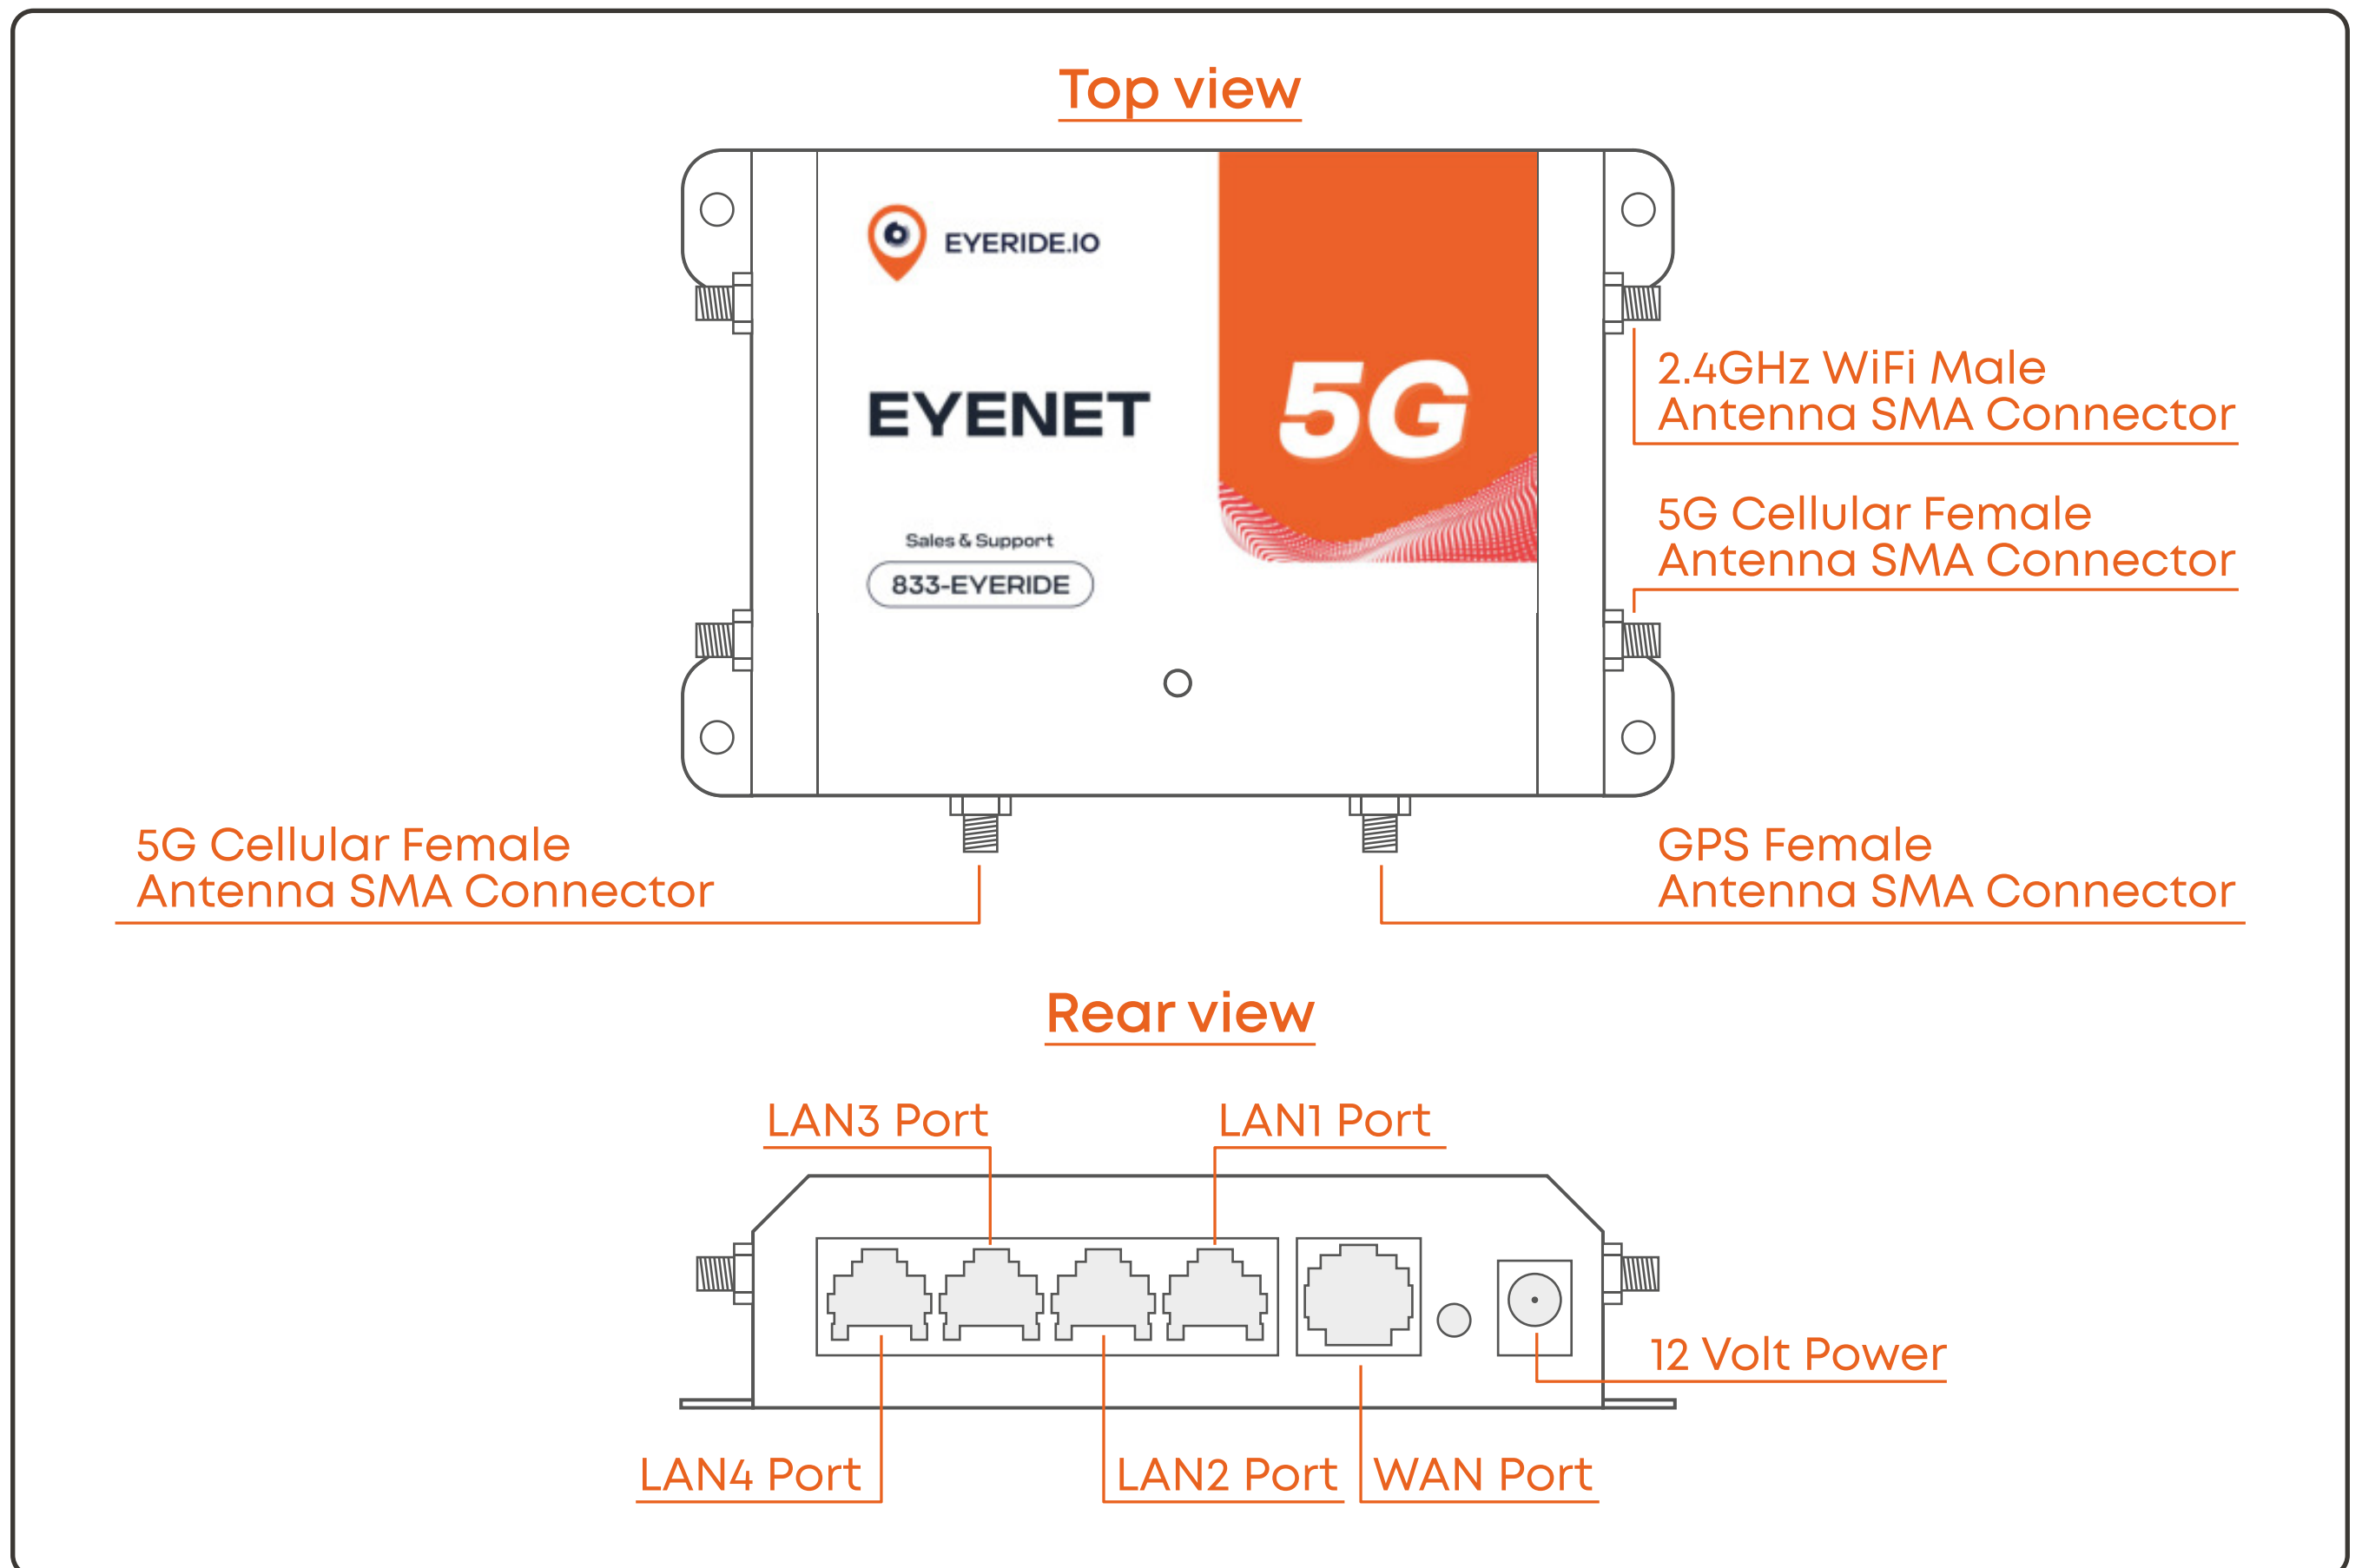 Top view
EYERIDE.IO
EYENET
5G
Sales & Support
833-EYERIDE
2.4GHz WiFi Male
Antenna SMA Connector
5G Cellular Female
Antenna SMA Connector
5G Cellular Female
Antenna SMA Connector
GPS Female
Antenna SMA Connector
Rear view
LAN3 Port
LAN1 Port
12 Volt Power
LAN4 Port
LAN2 Port
WAN Port